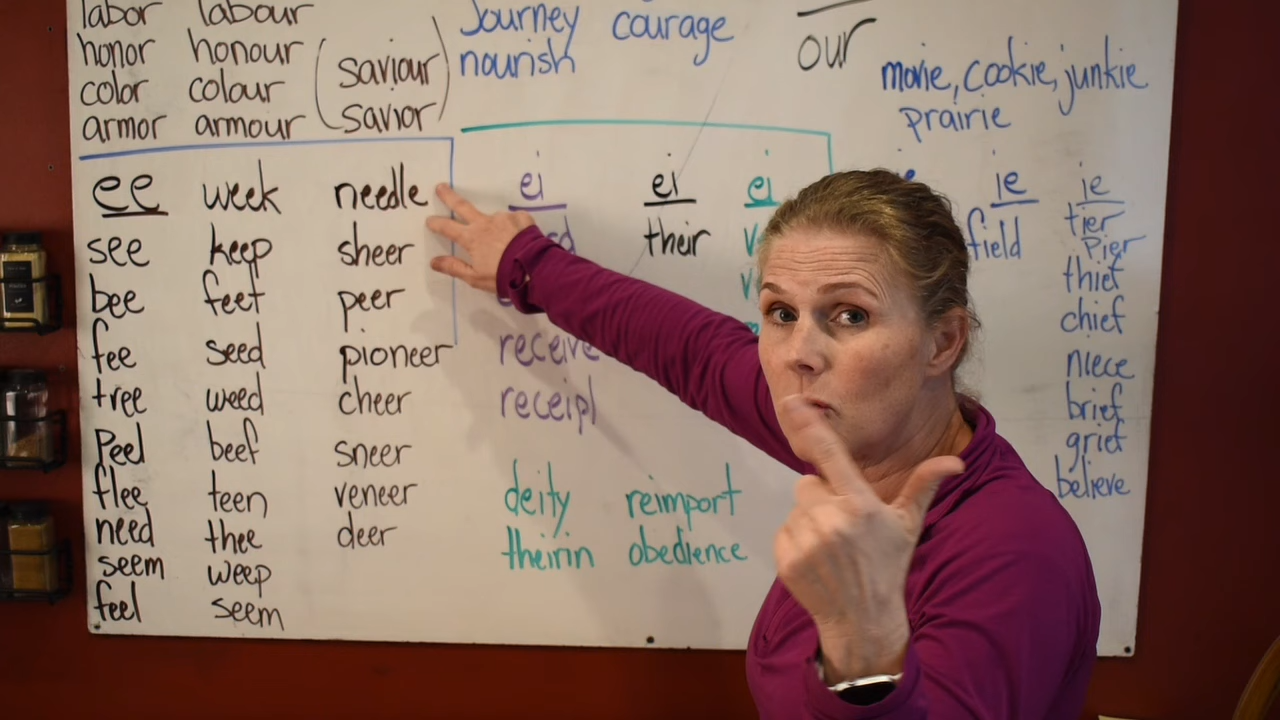 labor labour
honor honour
color colour
armor armour
(saviour
savior)
Journey courage
nourish
our
movie, cookie, junkie
prairie
ee week needle
see keep sheer
bee feet peer
fee seed pioneer
tree weed cheer
peel beef sneer
flee teen veneer
need thee deer
seem weep
feel seem
ei ei ei
their
receive
receipt
deity reimport
theirin obedience
ie ie
field tier
pier
thief
chief
niece
brief
grief
believe